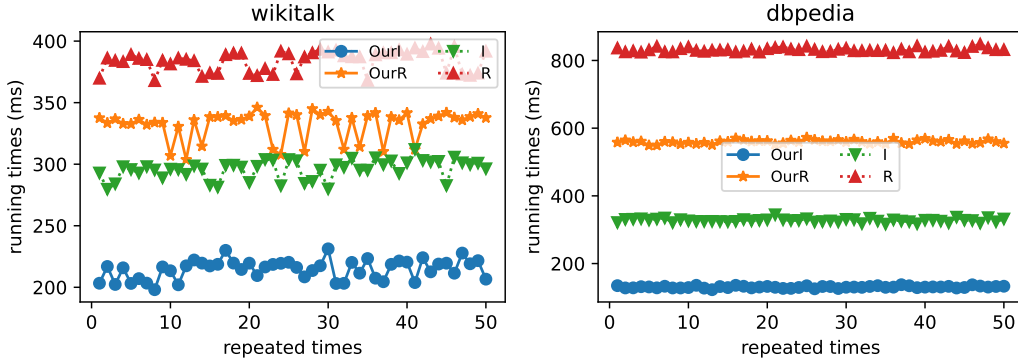 wikitalk
running times (ms)
400
350
300
250
200
OurI
OurR
I
R
0
10
20
30
40
50
repeated times
dbpedia
running times (ms)
800
600
400
200
OurI
OurR
I
R
0
10
20
30
40
50
repeated times